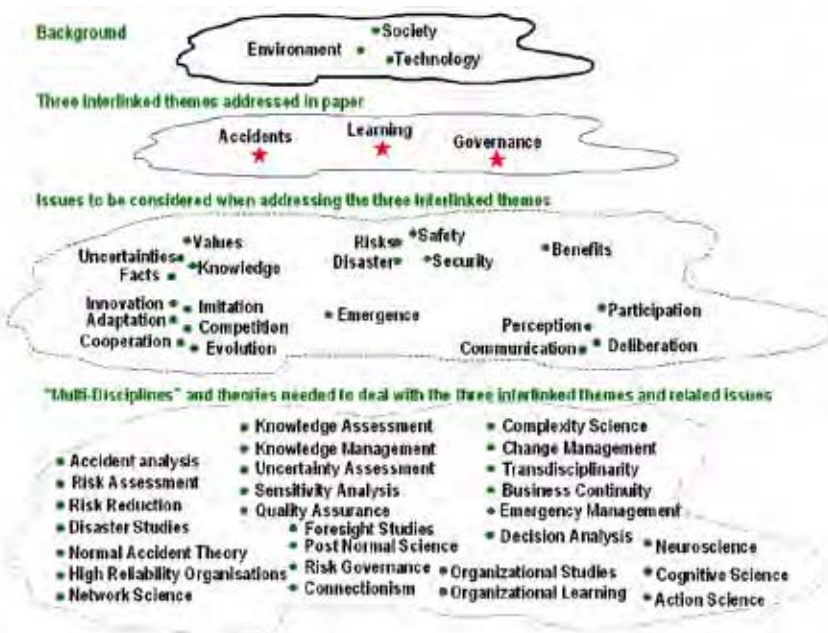 Background
Society
Environment
Technology
Three interlinked themes addressed in paper
Accidents
Learning
Governance
Issues to be considered when addressing the three interlinked themes
Values
Uncertainties
Knowledge
Facts
Risks
Safety
Disaster
Security
Benefits
Innovation
Imitation
Adaptation
Competition
Cooperation
Evolution
Emergence
Participation
Perception
Communication
Deliberation
"Multi-Disciplines" and theories needed to deal with the three interlinked themes and related issues
Accident analysis
Risk Assessment
Risk Reduction
Disaster Studies
Normal Accident Theory
High Reliability Organisations
Network Science
Knowledge Assessment
Knowledge Management
Uncertainty Assessment
Sensitivity Analysis
Quality Assurance
Foresight Studies
Post Normal Science
Risk Governance
Connectionism
Complexity Science
Change Management
Transdisciplinarity
Business Continuity
Emergency Management
Decision Analysis
Organizational Studies
Organizational Learning
Neuroscience
Cognitive Science
Action Science